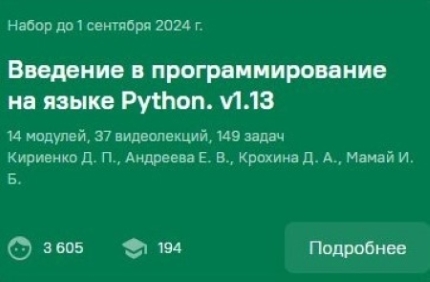 Набор до 1 сентября 2024 г.
Введение в программирование
на языке Python. v1.13
14 модулей, 37 видеолекций, 149 задач
Кириенко Д. П., Андреева Е. В., Крохина Д. А., Мамай И.
Б.
3 605 194 Подробнее